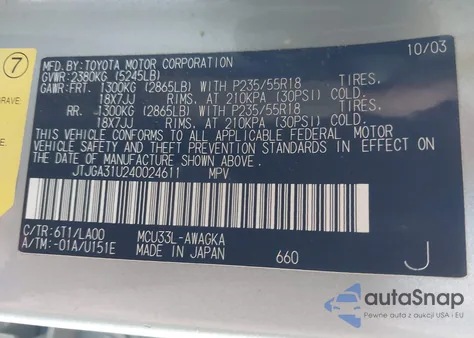 MFD.BY:TOYOTA MOTOR CORPORATION 10/03
GVWR:2380KG (5245LB)
GAWR:FRT. 1300KG (2865LB) WITH P235/55R18 TIRES.
18X7JJ RIMS. AT 210KPA (30PSI) COLD.
RR. 1300KG (2865LB) WITH P235/55R18 TIRES.
18X7JJ RIMS. AT 210KPA (30PSI) COLD.
THIS VEHICLE CONFORMS TO ALL APPLICABLE FEDERAL MOTOR
VEHICLE SAFETY AND THEFT PREVENTION STANDARDS IN EFFECT
ON THE DATE OF MANUFACTURE SHOWN ABOVE.
JTJGA31U240024611 MPV
C/TR:6T1/LA00 MCU33L-AWAGKA
A/TM:-01A/U151E MADE IN JAPAN 660 J
7
autoSnap
Pewne auta z USA - EU